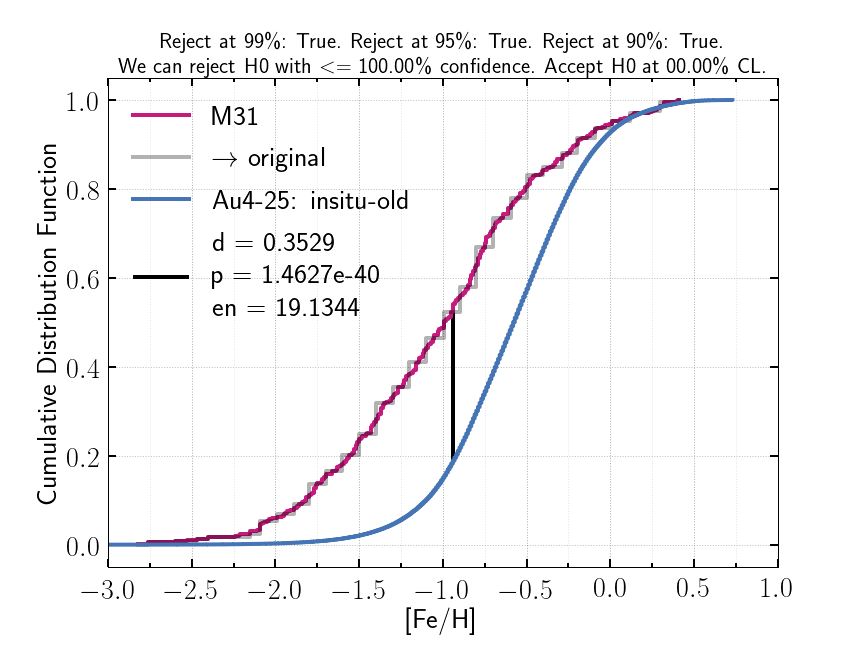 Reject at 99%: True. Reject at 95%: True. Reject at 90%: True.
We can reject H0 with <= 100.00% confidence. Accept H0 at 00.00% CL.
Cumulative Distribution Function
1.0
0.8
0.6
0.4
0.2
0.0
M31
→ original
Au4-25: insitu-old
d = 0.3529
p = 1.4627e-40
en = 19.1344
−3.0 −2.5 −2.0 −1.5 −1.0 −0.5 0.0 0.5 1.0
[Fe/H]